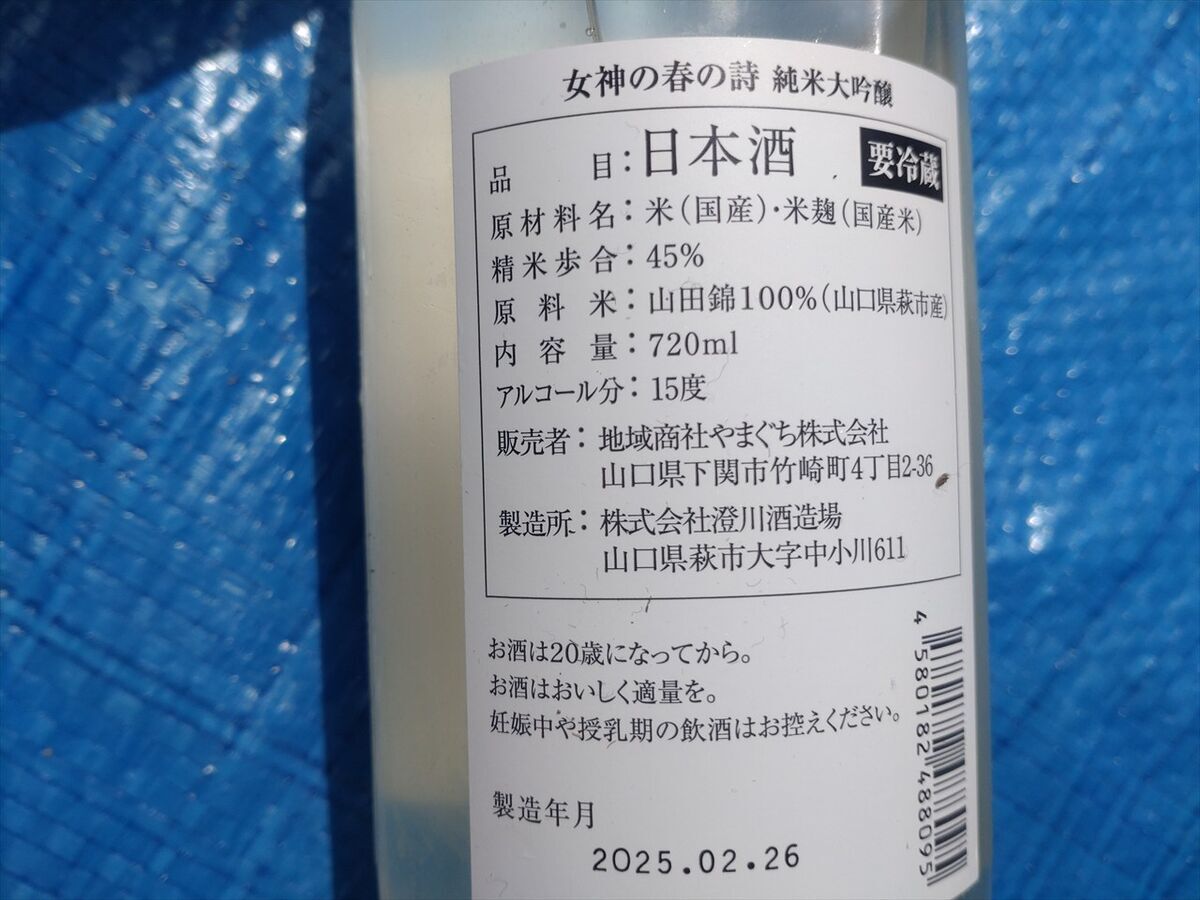 女神の春の詩 純米大吟醸
品目：日本酒 要冷蔵
原材料名：米（国産）・米麹（国産米）
精米歩合：45%
原料米：山田錦100%（山口県萩市産）
内容量：720ml
アルコール分：15度
販売者：地域商社やまぐち株式会社
山口県下関市竹崎町4丁目2-36
製造所：株式会社澄川酒造場
山口県萩市大字中小川611
お酒は20歳になってから。
お酒はおいしく適量を。
妊娠中や授乳期の飲酒はお控えください。
4 580182 488095
製造年月
2025.02.26